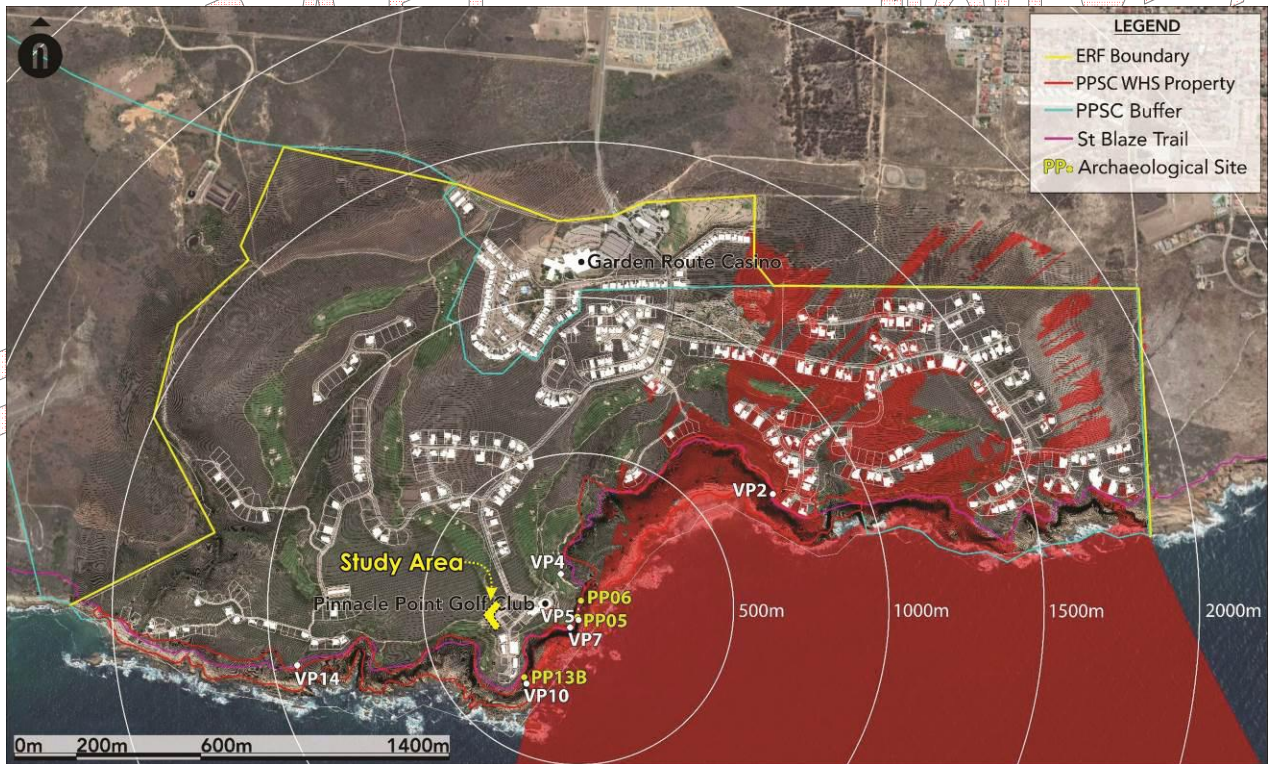 n
LEGEND
ERF Boundary
PPSC WHS Property
PPSC Buffer
St Blaze Trail
PP Archaeological Site
Garden Route Casino
VP2
Study Area
VP4
Pinnacle Point Golf Club
PP06
VP5
PP05
VP7
500m
1000m
1500m
2000m
VP14
PP13B
VP10
0m 200m 600m 1400m